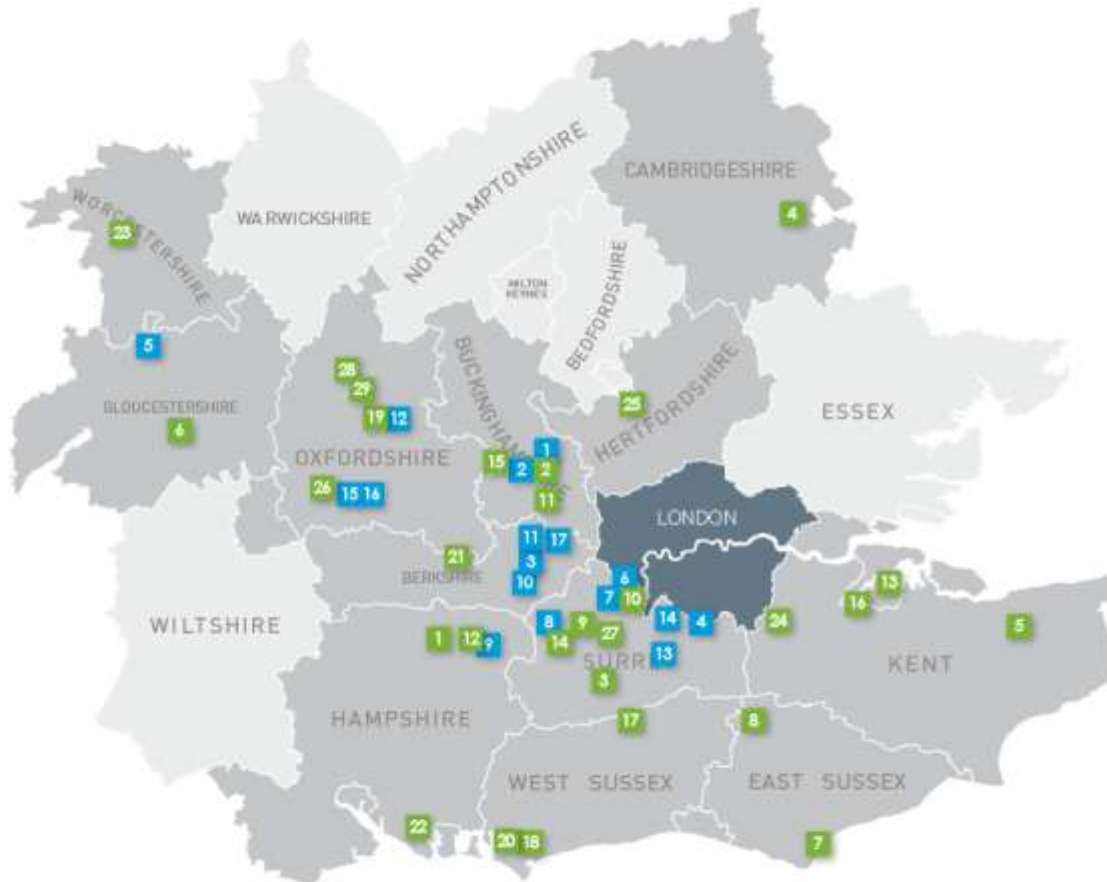 CAMBRIDGESHIRE
NORTHAMPTONSHIRE
WORCESTERSHIRE
WARWICKSHIRE
4
23
MILTON
KEYNES
BEDFORDSHIRE
5
BUCKINGHAMSHIRE
28
29
HERTFORDSHIRE
25
GLOUCESTERSHIRE
ESSEX
6
19
12
1
OXFORDSHIRE
15
2
2
26
15
16
11
LONDON
11
17
21
3
BERKSHIRE
10
6
13
7
10
16
WILTSHIRE
8
9
14
4
24
5
1
12
9
14
27
13
SURREY
KENT
3
HAMPSHIRE
17
8
WEST SUSSEX
EAST SUSSEX
22
20
18
7